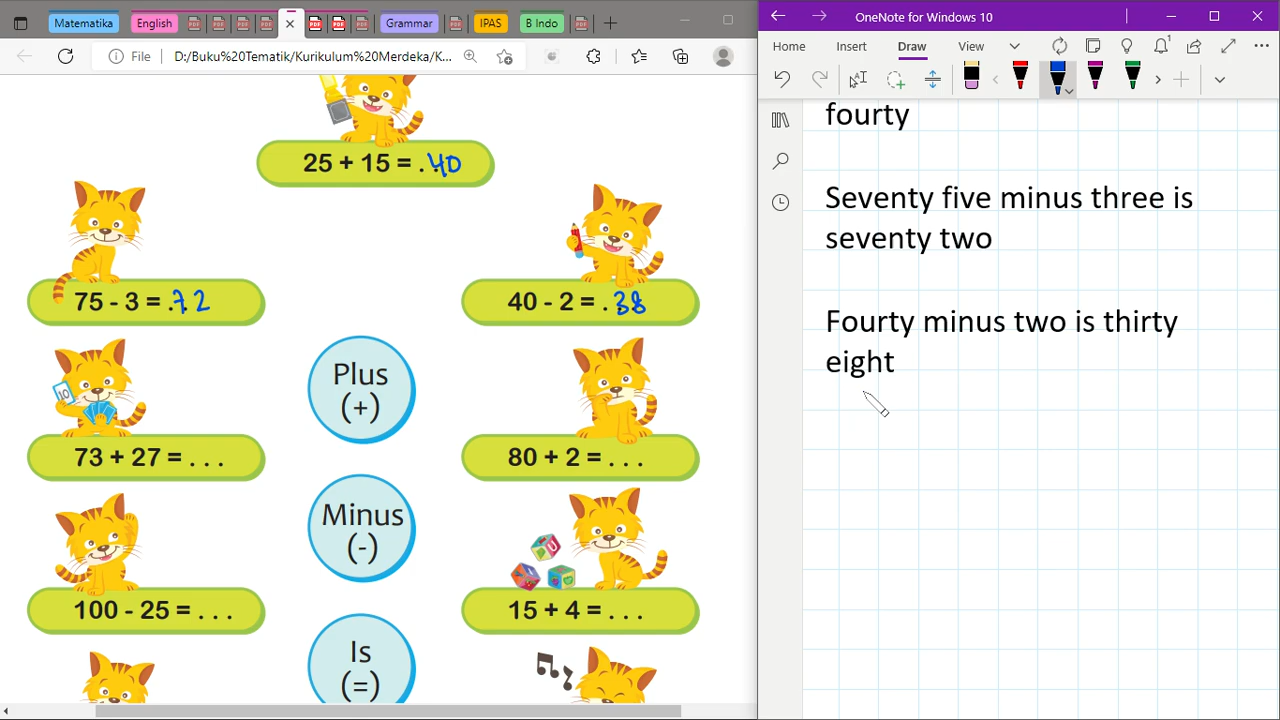 Matematika English Grammar IPAS B Indo
File D:/Buku%20Tematik/Kurikulum%20Merdeka/K...
25 + 15 = . 40
75 - 3 = .72
40 - 2 = . 38
10
73 + 27 = . . .
80 + 2 = . . .
100 - 25 = . . .
15 + 4 = . . .
Plus
(+)
Minus
(-)
Is
(=)
OneNote for Windows 10
Home Insert Draw View
fourty
Seventy five minus three is
seventy two
Fourty minus two is thirty
eight